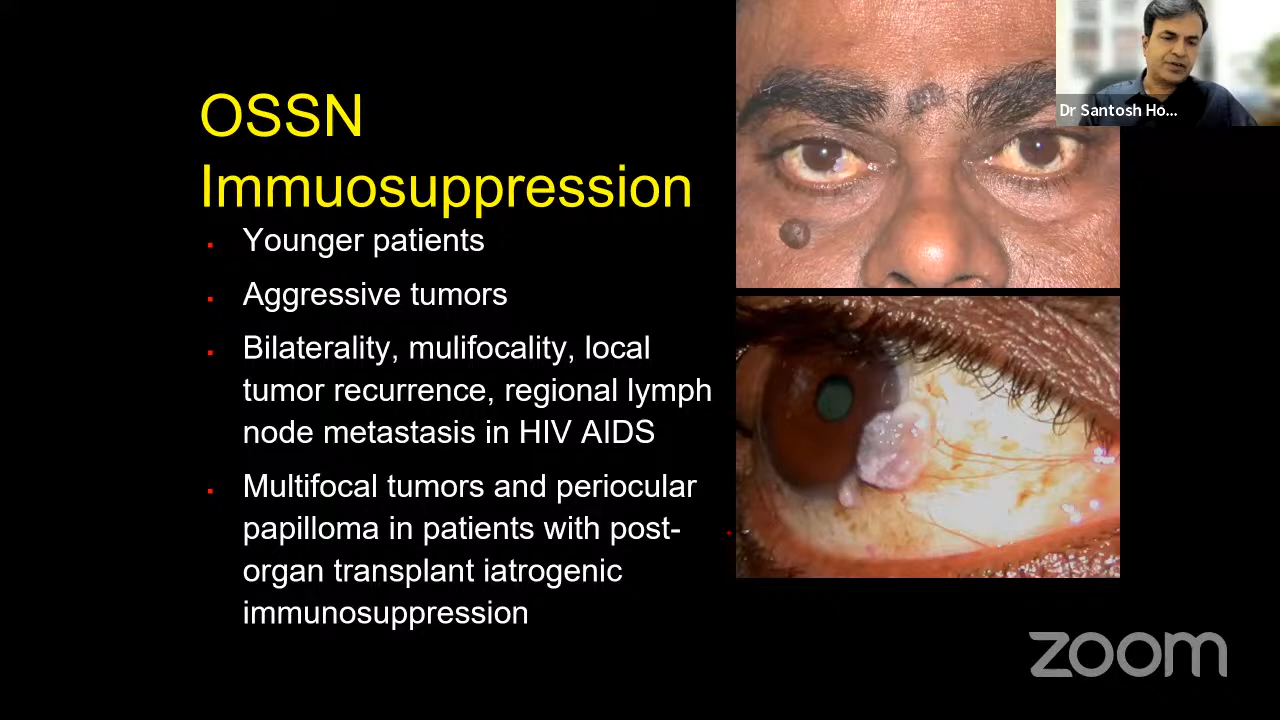 OSSN
Immuosuppression
Younger patients
Aggressive tumors
Bilaterality, mulifocality, local
tumor recurrence, regional lymph
node metastasis in HIV AIDS
Multifocal tumors and periocular
papilloma in patients with post-
organ transplant iatrogenic
immunosuppression
Dr Santosh Ho...
zoom